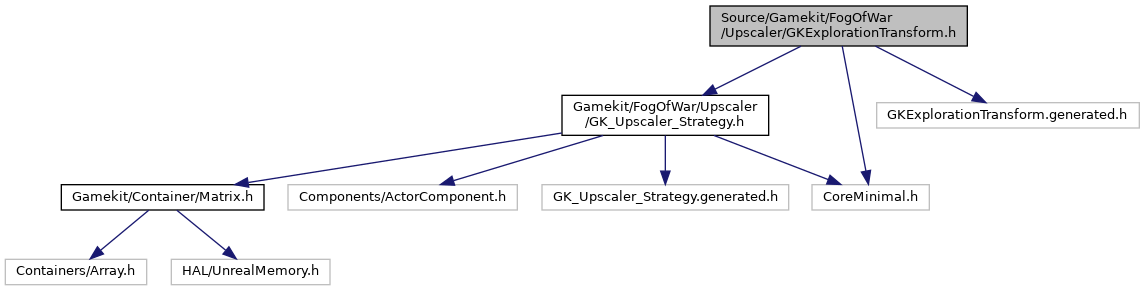 Source/Gamekit/FogOfWar
/Upscaler/GKExplorationTransform.h
Gamekit/FogOfWar/Upscaler
/GK_Upscaler_Strategy.h
GKExplorationTransform.generated.h
Gamekit/Container/Matrix.h
Components/ActorComponent.h
GK_Upscaler_Strategy.generated.h
CoreMinimal.h
Containers/Array.h
HAL/UnrealMemory.h